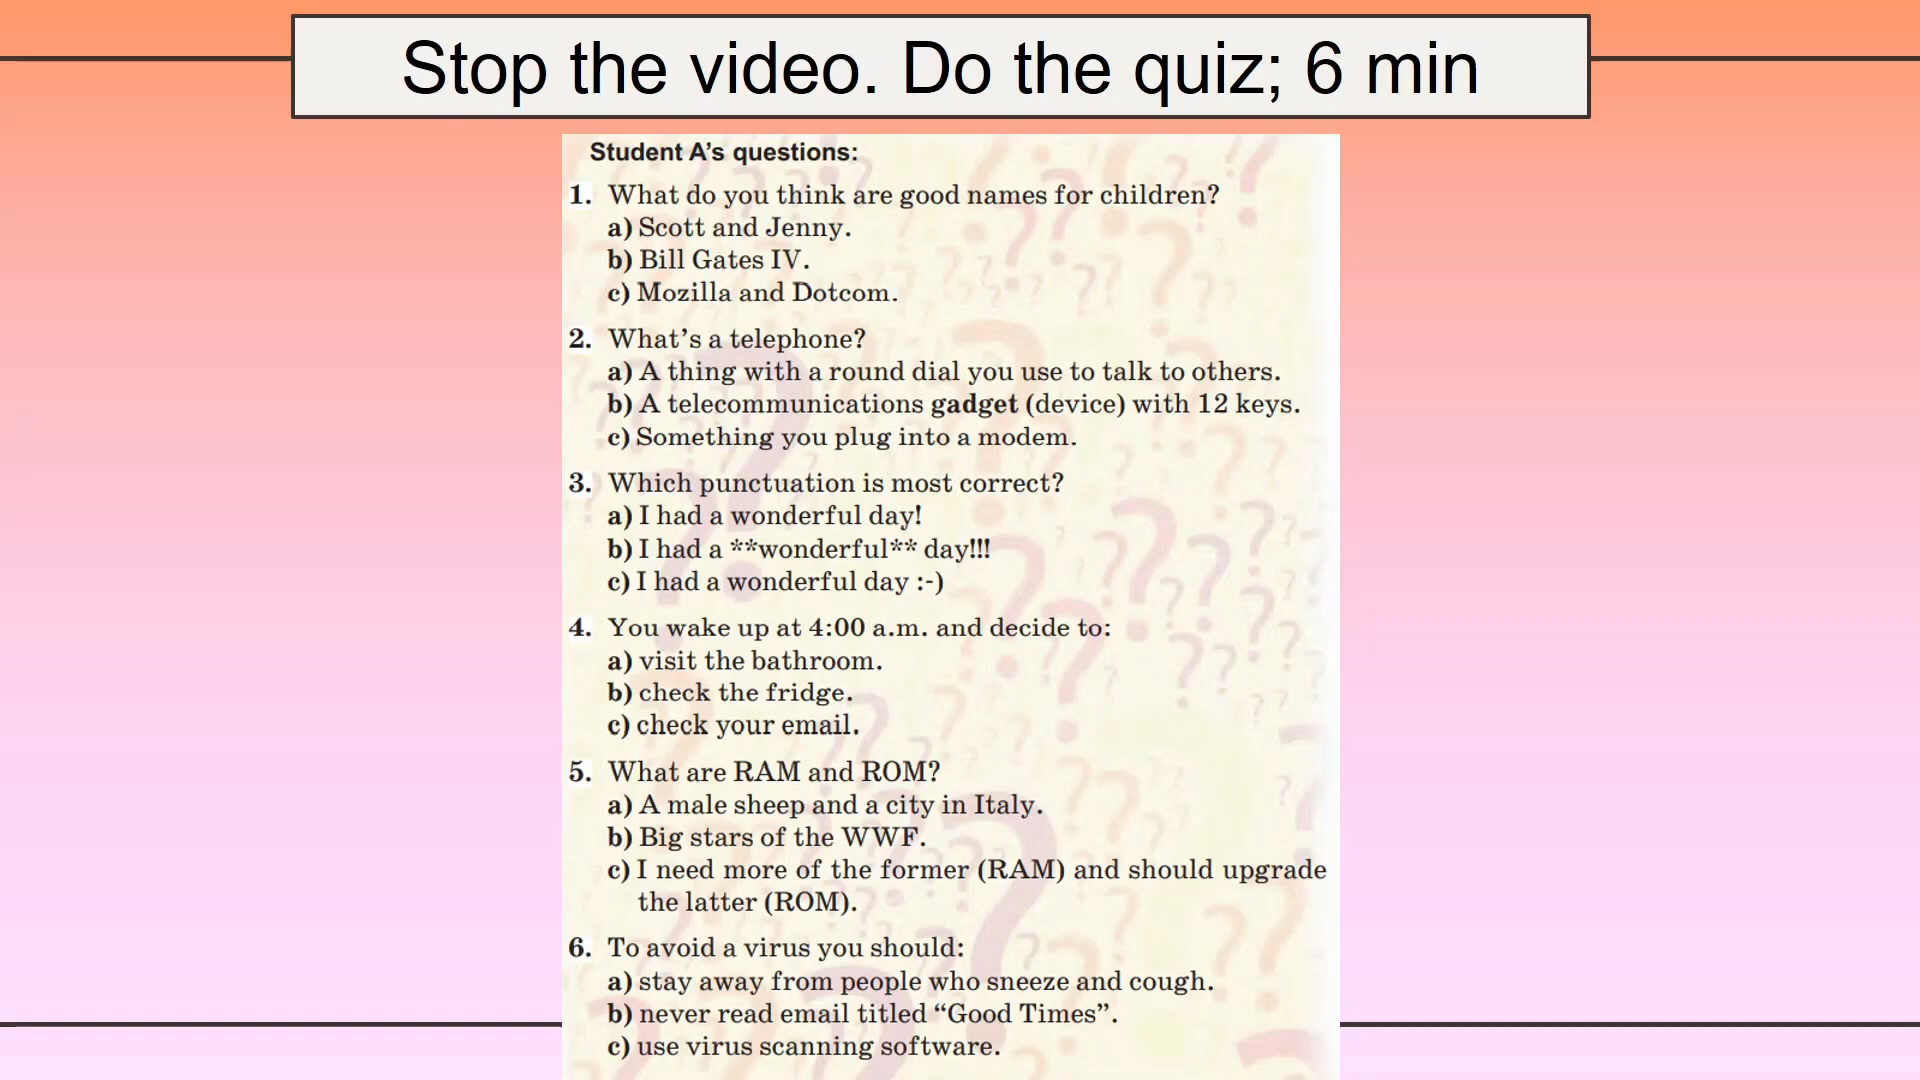 Stop the video. Do the quiz; 6 min
Student A’s questions:
1. What do you think are good names for children?
a) Scott and Jenny.
b) Bill Gates IV.
c) Mozilla and Dotcom.
2. What’s a telephone?
a) A thing with a round dial you use to talk to others.
b) A telecommunications gadget (device) with 12 keys.
c) Something you plug into a modem.
3. Which punctuation is most correct?
a) I had a wonderful day!
b) I had a **wonderful** day!!!
c) I had a wonderful day :-)
4. You wake up at 4:00 a.m. and decide to:
a) visit the bathroom.
b) check the fridge.
c) check your email.
5. What are RAM and ROM?
a) A male sheep and a city in Italy.
b) Big stars of the WWF.
c) I need more of the former (RAM) and should upgrade
the latter (ROM).
6. To avoid a virus you should:
a) stay away from people who sneeze and cough.
b) never read email titled “Good Times”.
c) use virus scanning software.